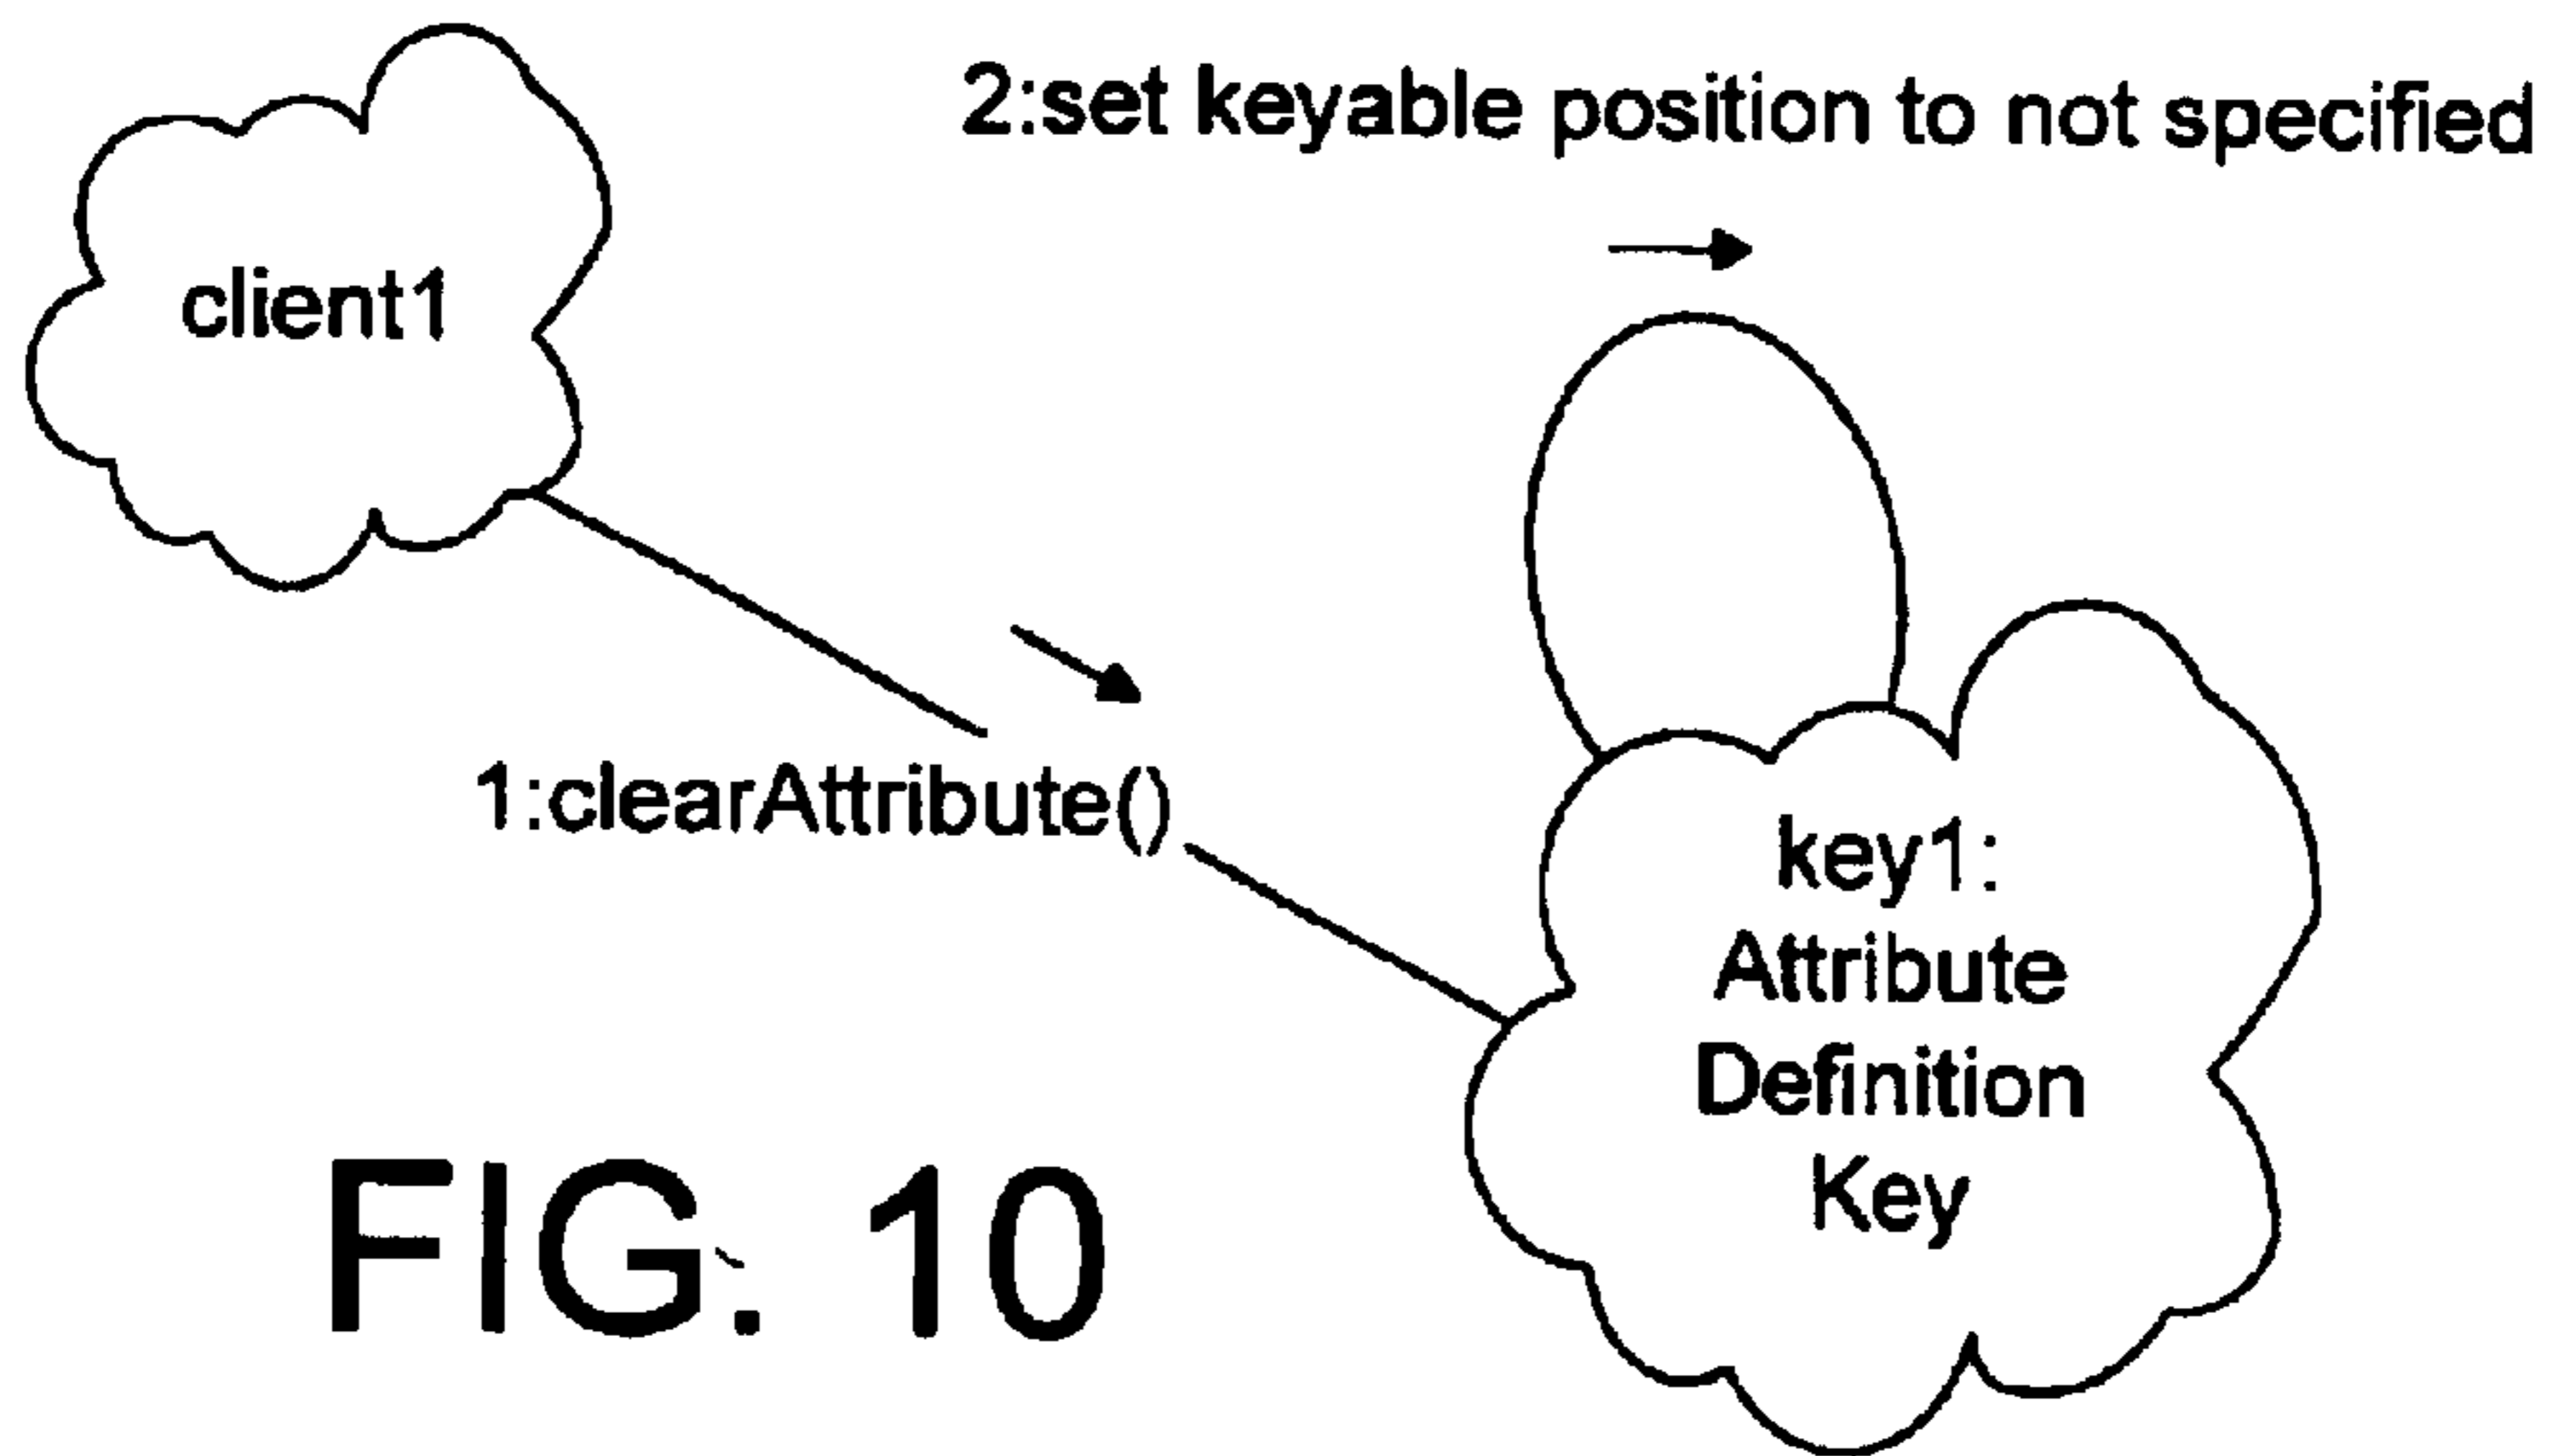 2:set keyable position to not specified
client1
1:clearAttribute()
key1:
Attribute
Definition
Key
FIG. 10